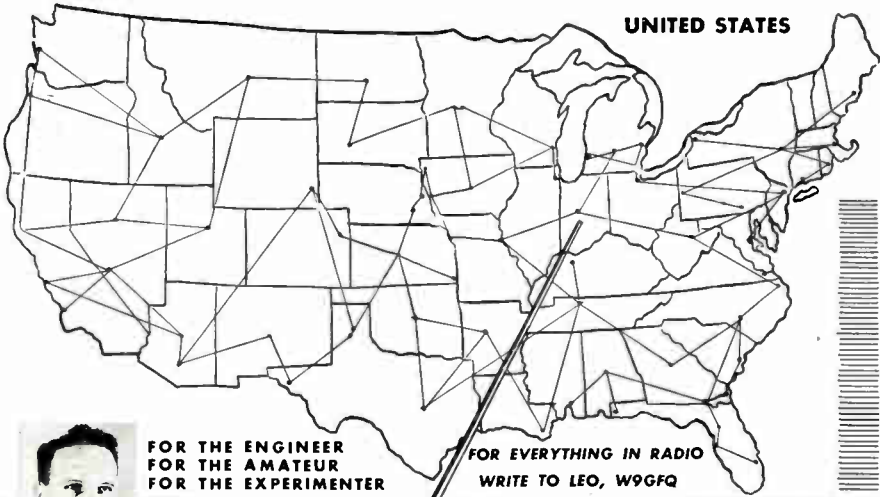 UNITED STATES
FOR THE ENGINEER
FOR THE AMATEUR
FOR THE EXPERIMENTER
FOR EVERYTHING IN RADIO
WRITE TO LEO, W9GFQ